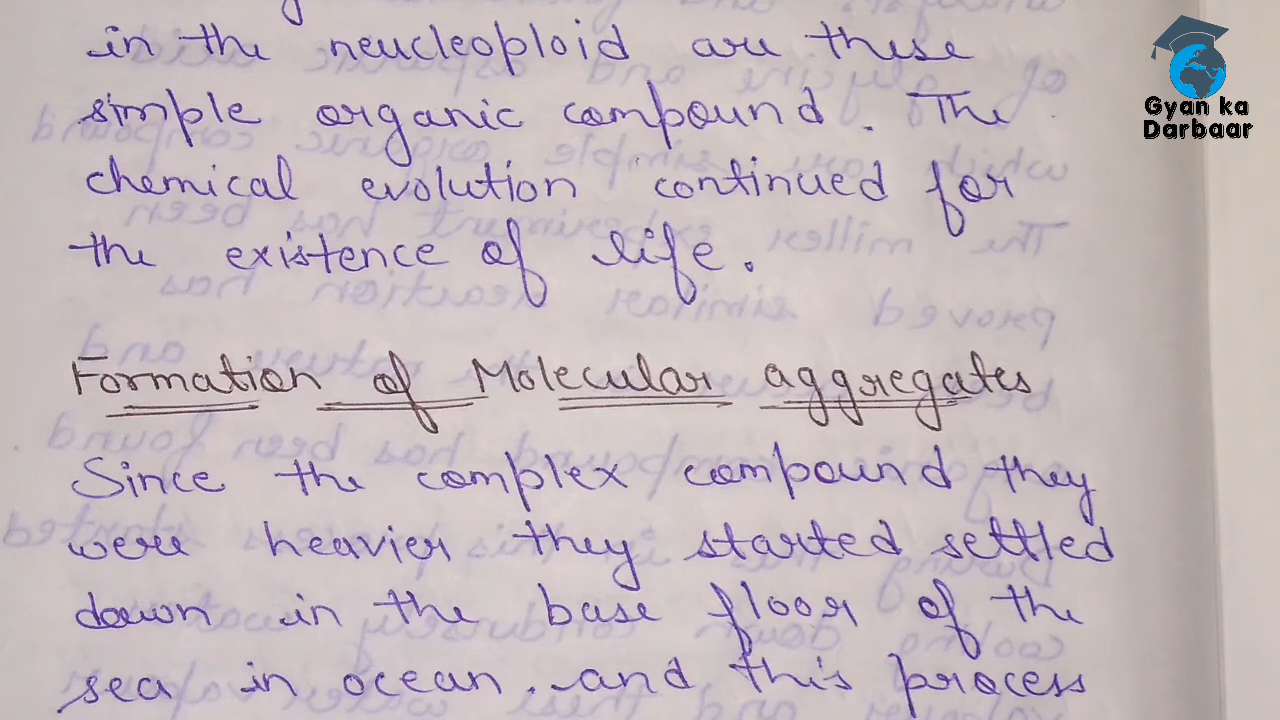 in the neucleoploid are these
simple organic compound. The
chemical evolution continued for
the existence of life.
Formation of Molecular aggregates
Since the complex compound they
were heavier they started settled
down in the base floor of the
sea in ocean, and this process
Gyan ka
Darbaar